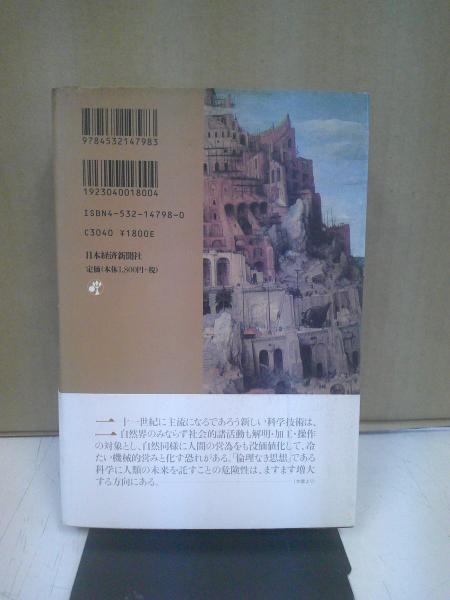 9784532147983
1923040018004
ISBN4-532-14798-0
C3040 ¥1800E
日本経済新聞社
定価(本体1,800円+税)
二十一世紀に主流になるであろう新しい科学技術は、
自然界のみならず社会的諸活動も解明・加工・操作
の対象とし、自然同様に人間の営為をも没価値化して、冷
たい機械的営みと化す恐れがある。「倫理なき思想」である
科学に人類の未来を託すことの危険性は、ますます増大
する方向にある。
(本書より)